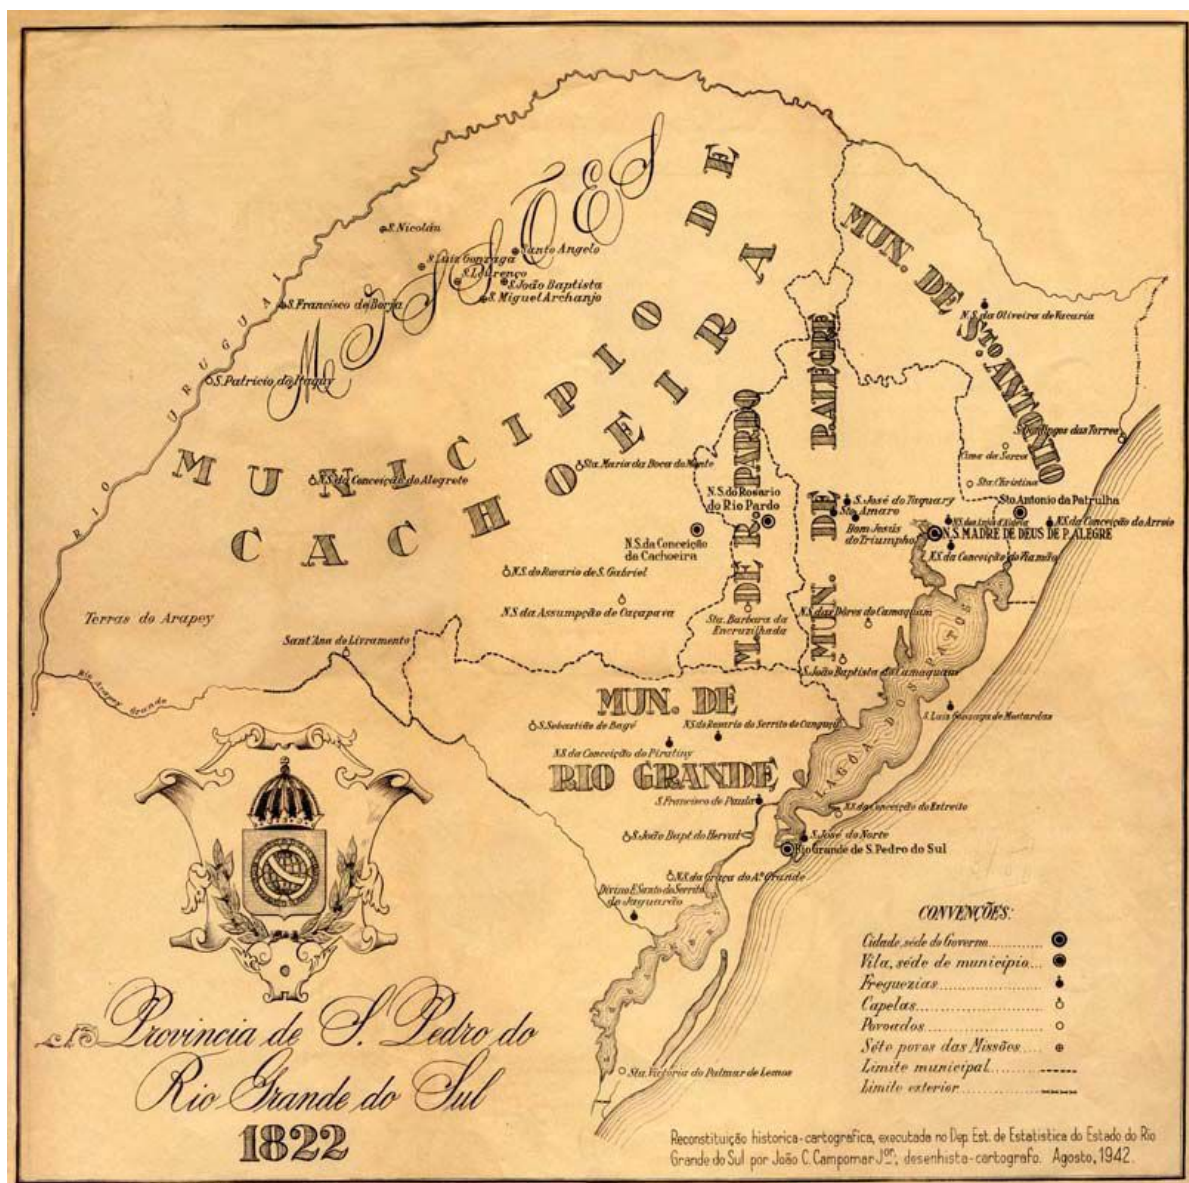 MISSÕES
S. Nicoláu
Santo Angelo
S. Luiz Gonzaga
S. Lourenço
S. João Baptista
S. Miguel Archanjo
S. Francisco de Borja
S. Patricio do Itaquy
RIO URUGUAI
MUNICIPIO DE
CACHOEIRA
MUN. DE Sto. ANTONIO
N.S. da Oliveira de Vacaria
S. Domingos das Torres
Cima da Serra
Sta. Christina
Sto. Antonio da Patrulha
N.S. da Conceição do Arroio
M. DE R. PARDO
MUN. DE P. ALEGRE
Sta. Maria da Boca do Monte
N.S. da Conceição do Alegrete
N.S. do Rosario
do Rio Pardo
S. José do Taquary
Sto. Amaro
Bom Jesus
do Triumpho
N.S. MADRE DE DEUS DE P. ALEGRE
N.S. da Conceição do Viamão
N.S. da Conceição
da Cachoeira
N.S. do Rosario de S. Gabriel
N.S. da Assumpção de Caçapava
Sta. Barbara da
Encruzilhada
N.S. das Dôres de Camaquam
S. João Baptista do Camaquam
Terras do Arapey
Sant'Ana do Livramento
Rio Arapey Grande
LAGÔA DOS PATOS
S. Luis Gonzaga de Mostardas
MUN. DE
RIO GRANDE
S. Sebastião de Bagé
N.S. do Rosario do Serrito de Canguçú
N.S. da Conceição do Piratiny
S. Francisco de Paula
N.S. da Conceição do Estreito
S. João Bapt. do Herval
S. José do Norte
Rio Grande de S. Pedro do Sul
N.S. da Graça do Aº. Grande
Divino E. Santo do Serrito
de Jaguarão
Sta. Victória do Palmar de Lemos
Provincia de S. Pedro do
Rio Grande do Sul
1822
CONVENÇÕES:
Cidade, séde do Governo
Vila, séde de município
Freguezias
Capelas
Povoados
Séte povos das Missões
Limite municipal
Limite exterior
Reconstituição historica-cartografica, executada no Dep. Est. de Estatistica do Estado do Rio
Grande do Sul por João C. Campomar Jor., desenhista-cartografo. Agosto, 1942.